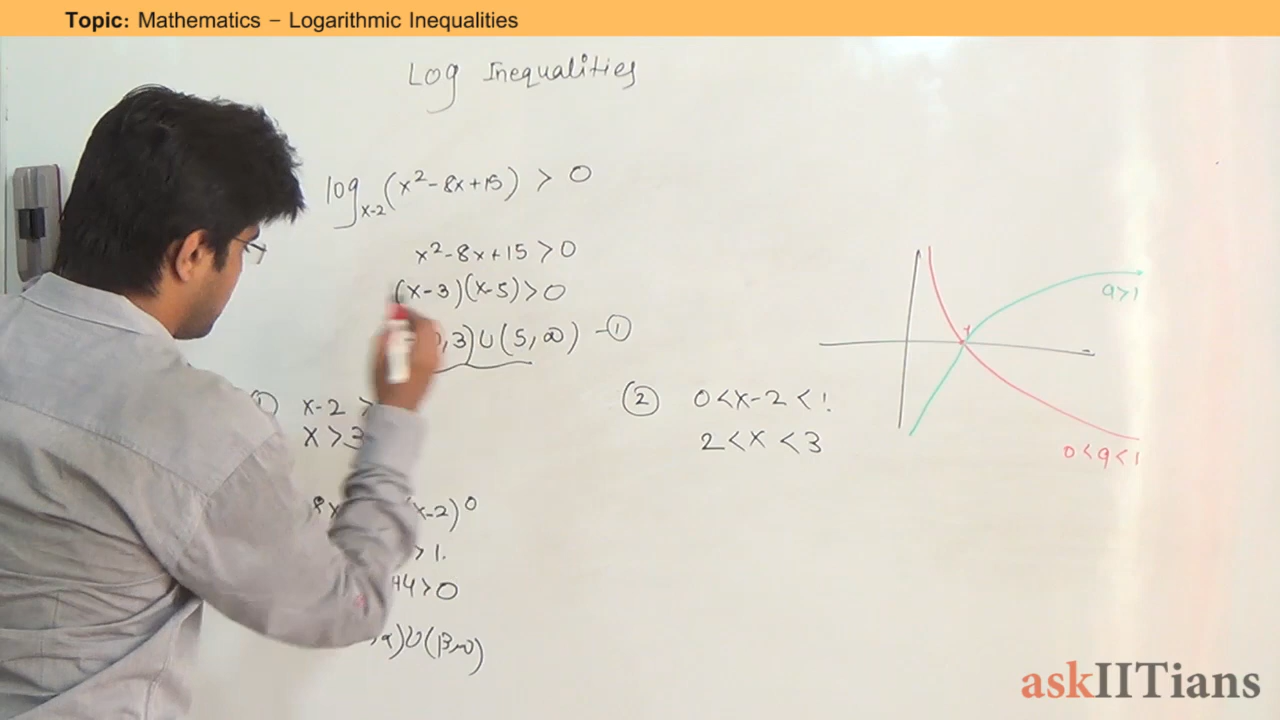 Topic: Mathematics – Logarithmic Inequalities
Log Inequalities
log x-2 (x²-8x+15) > 0
x²-8x+15 > 0
(x-3)(x-5) > 0
,3) ∪ (5, ∞) - ①
① x-2 >
x > 3
② 0 < x-2 < 1.
2 < x < 3
a > 1
0 < a < 1
8x
x-2)⁰
> 1.
14 > 0
,α) ∪ (β, ∞)
askIITians